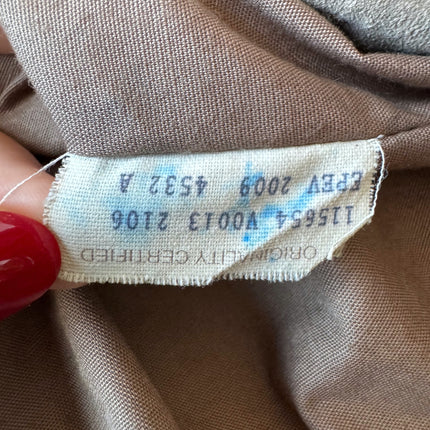 ORIGINALITY CERTIFIED
115654 V0013 2106
EPEV 2009 4532 A